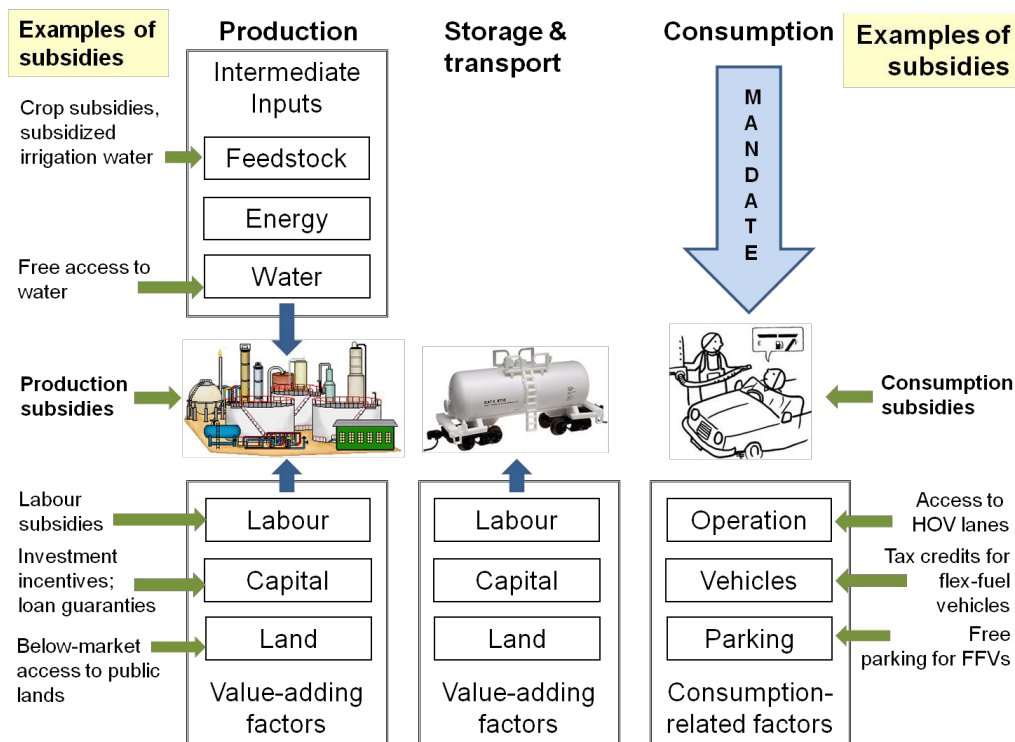 Examples of
subsidies
Production
Storage &
transport
Consumption
Examples of
subsidies
Intermediate
Inputs
Crop subsidies,
subsidized
irrigation water
Feedstock
Energy
Free access to
water
Water
MANDATE
Production
subsidies
Consumption
subsidies
Labour
subsidies
Labour
Labour
Operation
Access to
HOV lanes
Investment
incentives;
loan guaranties
Capital
Capital
Vehicles
Tax credits for
flex-fuel
vehicles
Below-market
access to public
lands
Land
Land
Parking
Free
parking for FFVs
Value-adding
factors
Value-adding
factors
Consumption-
related factors